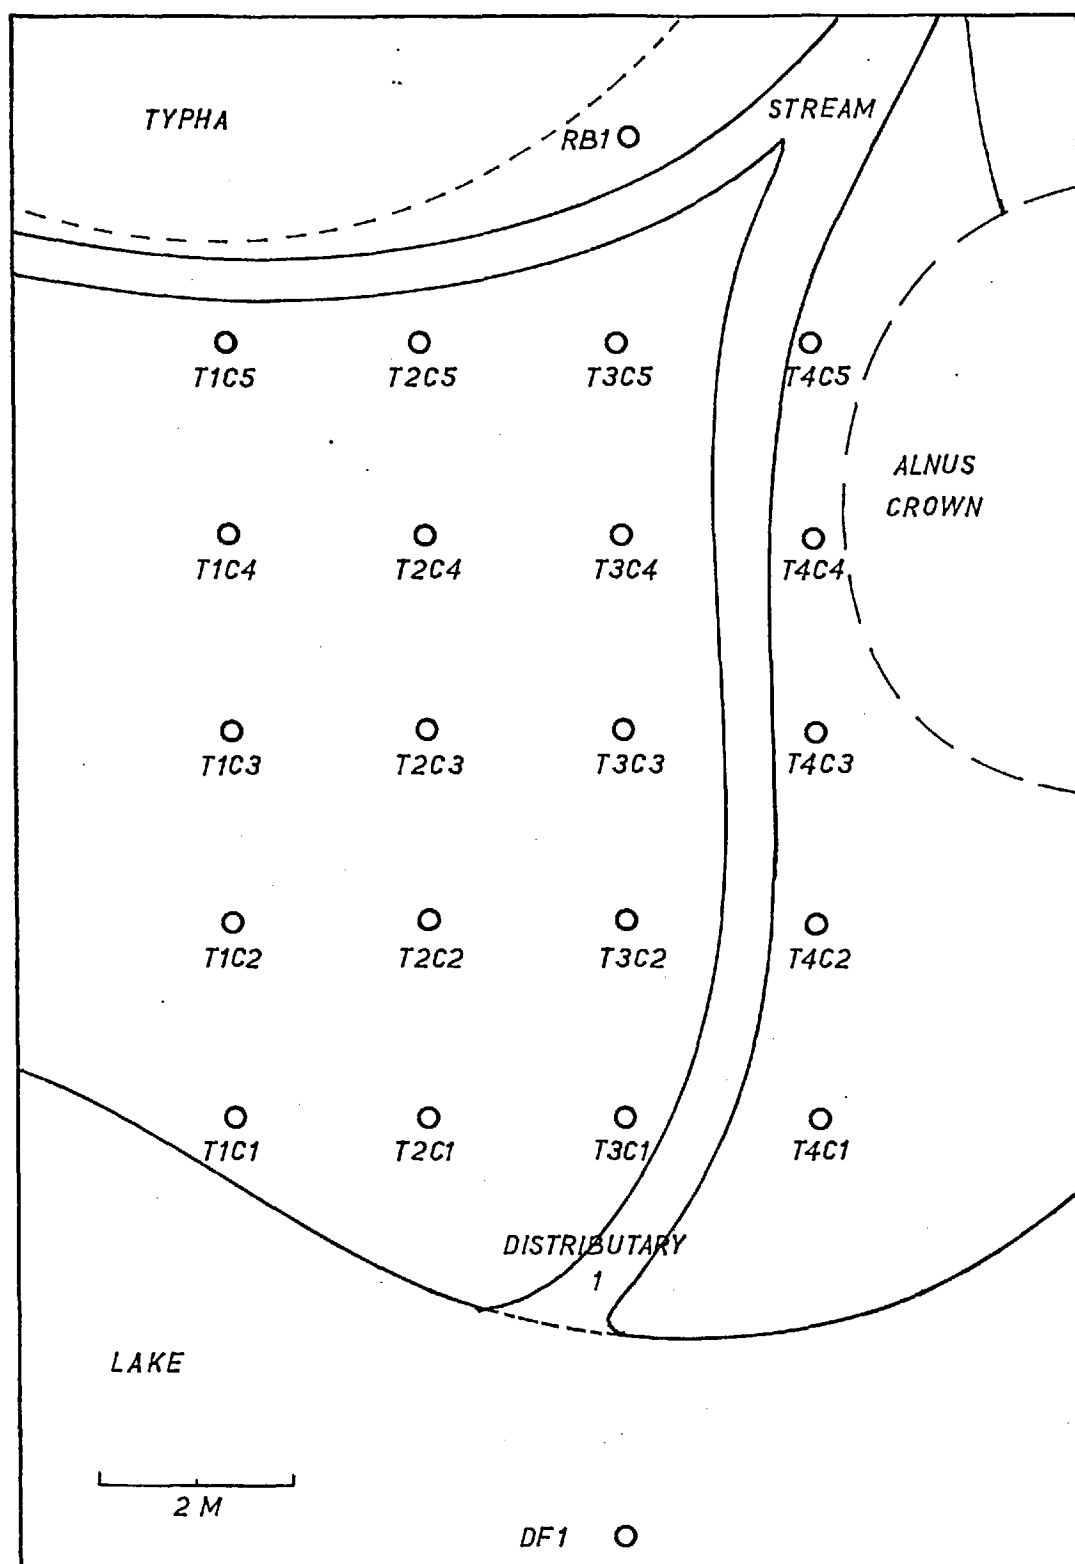 TYPHA
STREAM
RB1
T1C5 T2C5 T3C5 T4C5
ALNUS
CROWN
T1C4 T2C4 T3C4 T4C4
T1C3 T2C3 T3C3 T4C3
T1C2 T2C2 T3C2 T4C2
T1C1 T2C1 T3C1 T4C1
DISTRIBUTARY
1
LAKE
2 M
DF1